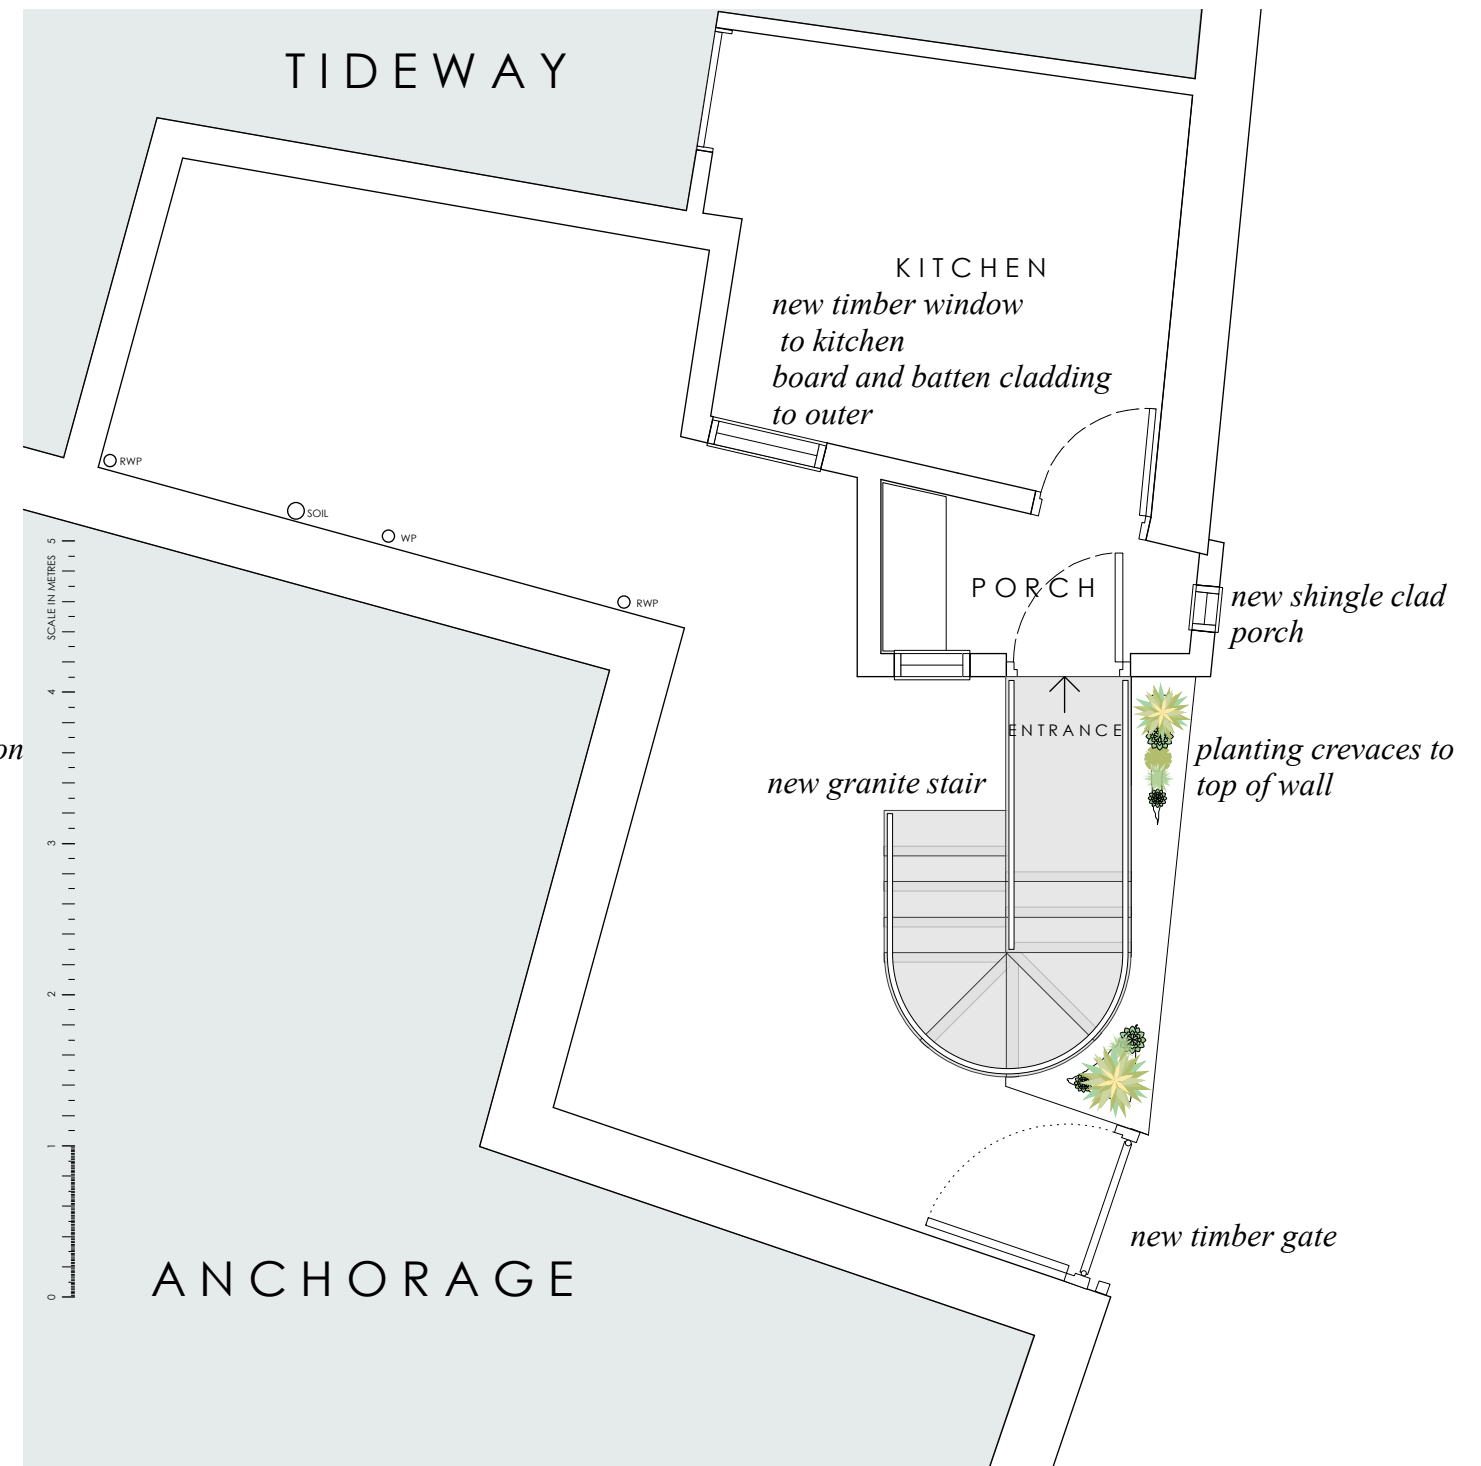 TIDEWAY
KITCHEN
new timber window
to kitchen
board and batten cladding
to outer
RWP
SOIL
WP
RWP
PORCH
new shingle clad
porch
ENTRANCE
on
planting crevaces to
top of wall
new granite stair
new timber gate
ANCHORAGE
SCALE IN METRES
5
4
3
2
1
0